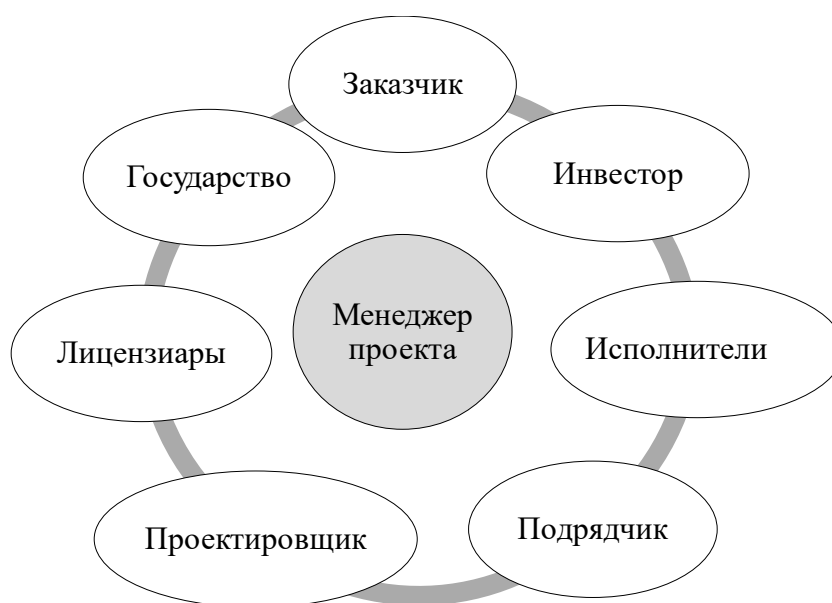 Заказчик
Государство
Инвестор
Менеджер
проекта
Лицензиары
Исполнители
Проектировщик
Подрядчик